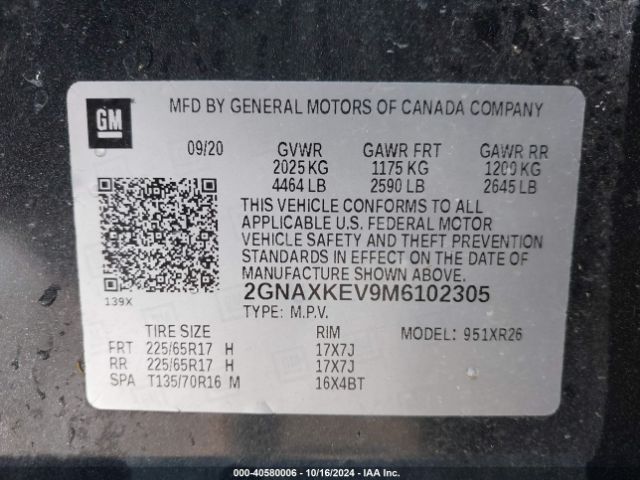 GM
MFD BY GENERAL MOTORS OF CANADA COMPANY
09/20 GVWR GAWR FRT GAWR RR
2025 KG 1175 KG 1200 KG
4464 LB 2590 LB 2645 LB
THIS VEHICLE CONFORMS TO ALL
APPLICABLE U.S. FEDERAL MOTOR
VEHICLE SAFETY AND THEFT PREVENTION
STANDARDS IN EFFECT ON THE DATE OF
MANUFACTURE SHOWN ABOVE.
139X
2GNAXKEV9M6102305
TYPE: M.P.V.
TIRE SIZE RIM MODEL: 951XR26
FRT 225/65R17 H 17X7J
RR 225/65R17 H 17X7J
SPA T135/70R16 M 16X4BT
000-40580006 - 10/16/2024 - IAA Inc.